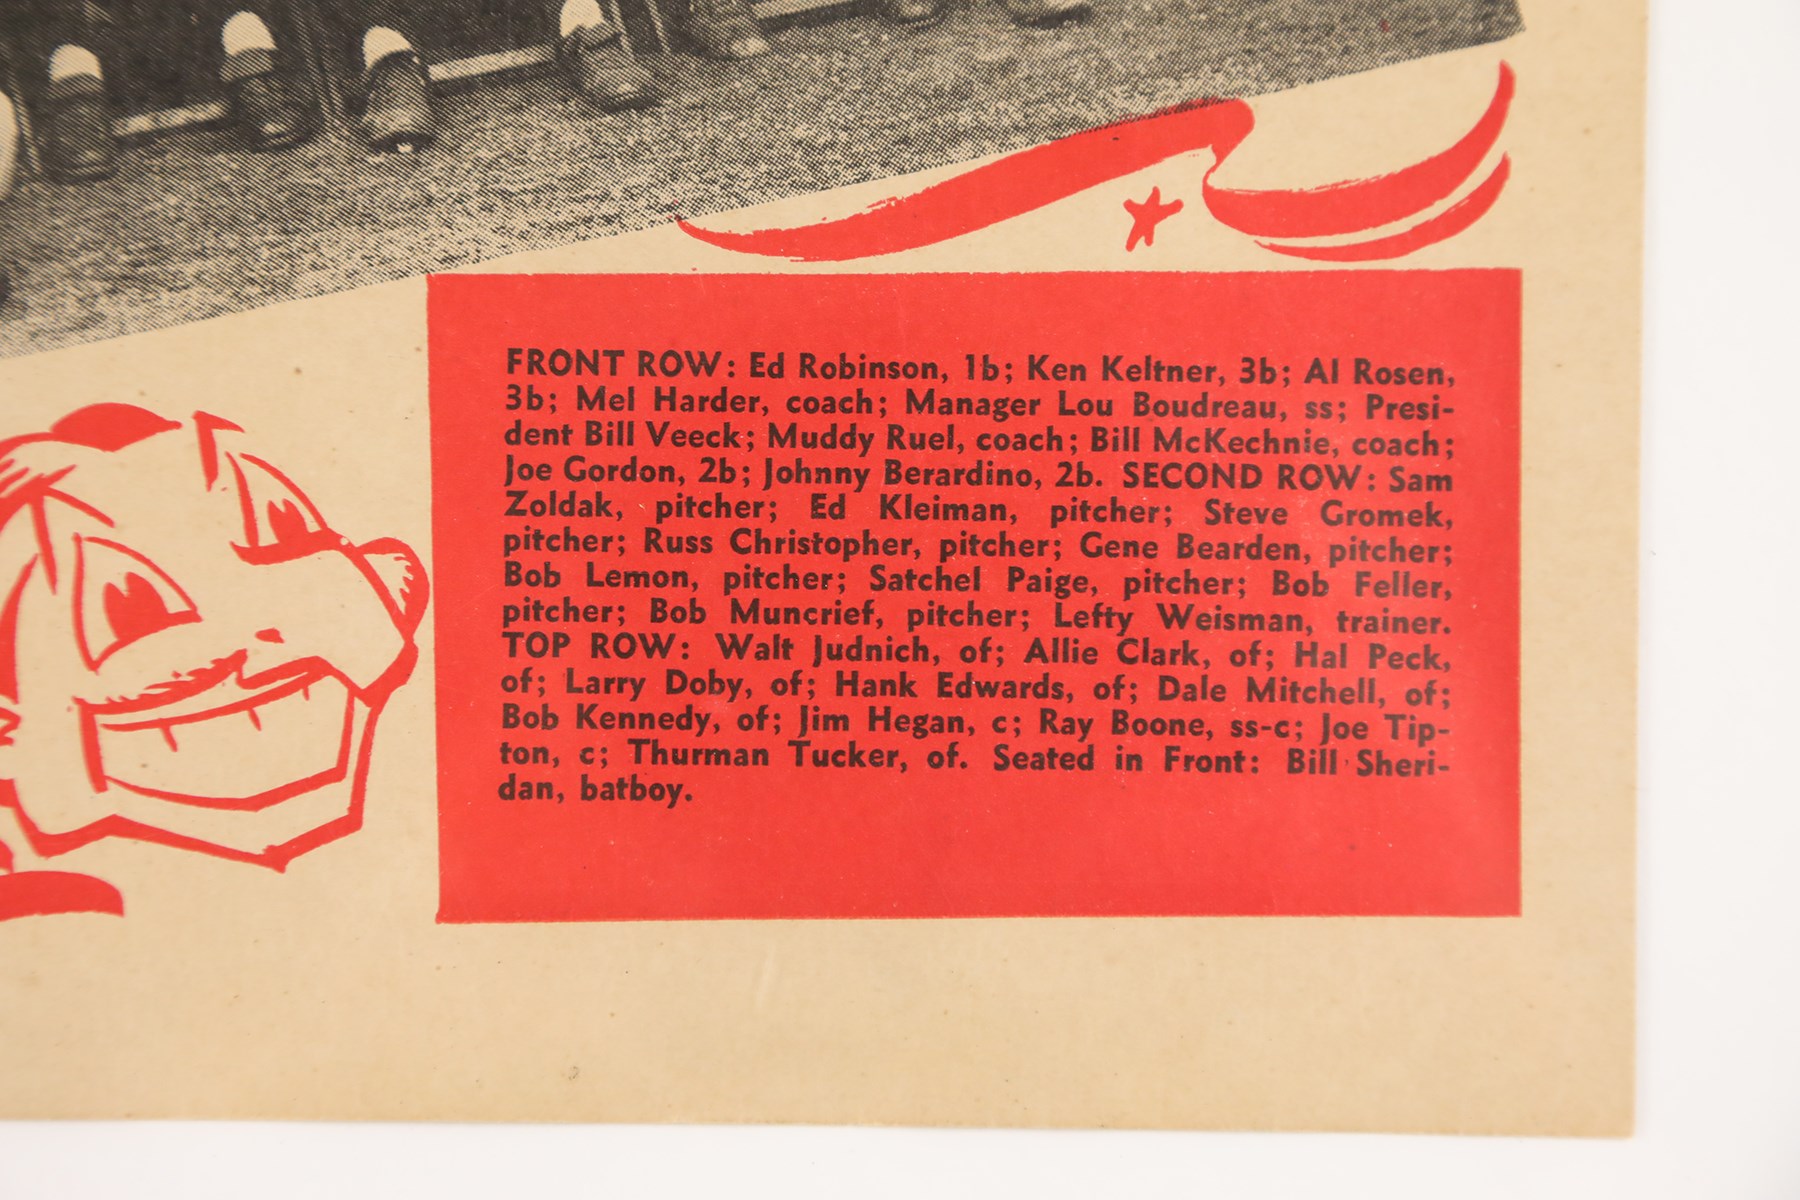 FRONT ROW: Ed Robinson, 1b; Ken Keltner, 3b; Al Rosen,
3b; Mel Harder, coach; Manager Lou Boudreau, ss; Presi-
dent Bill Veeck; Muddy Ruel, coach; Bill McKechnie, coach;
Joe Gordon, 2b; Johnny Berardino, 2b. SECOND ROW: Sam
Zoldak, pitcher; Ed Kleiman, pitcher; Steve Gromek,
pitcher; Russ Christopher, pitcher; Gene Bearden, pitcher;
Bob Lemon, pitcher; Satchel Paige, pitcher; Bob Feller,
pitcher; Bob Muncrief, pitcher; Lefty Weisman, trainer.
TOP ROW: Walt Judnich, of; Allie Clark, of; Hal Peck,
of; Larry Doby, of; Hank Edwards, of; Dale Mitchell, of;
Bob Kennedy, of; Jim Hegan, c; Ray Boone, ss-c; Joe Tip-
ton, c; Thurman Tucker, of. Seated in Front: Bill Sheri-
dan, batboy.